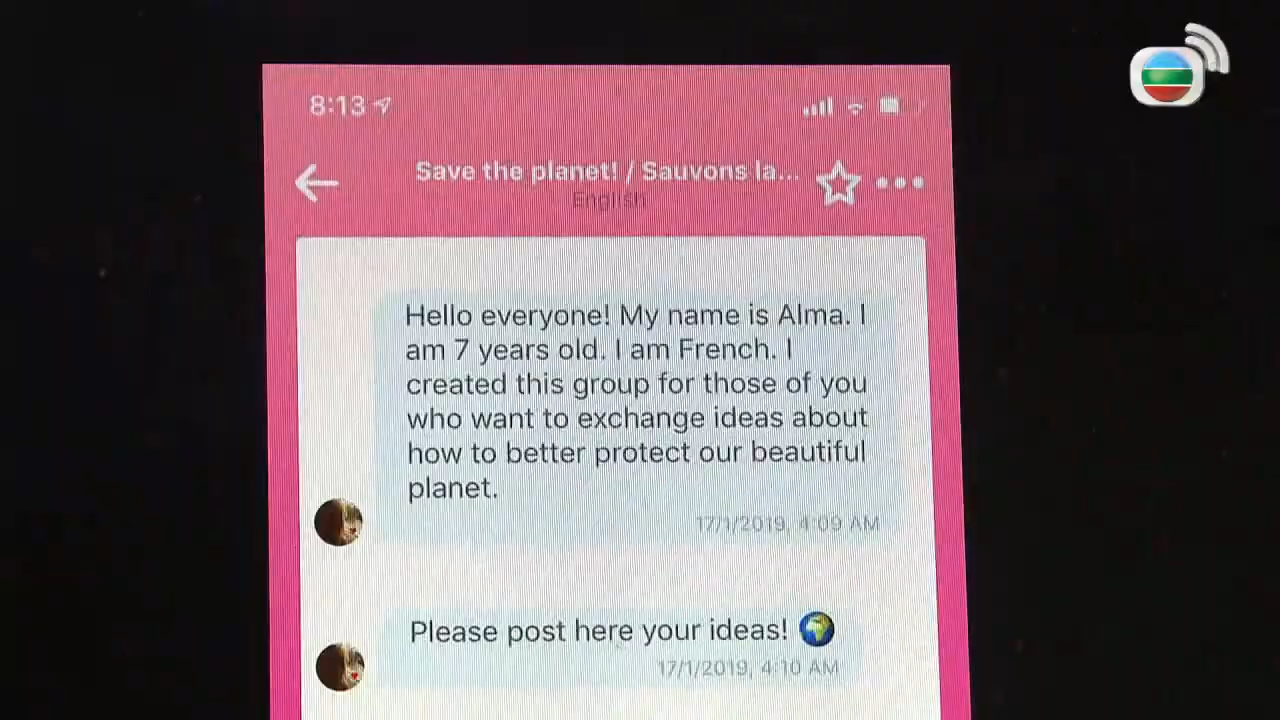 8:13
Save the planet! / Sauvons la...
English
Hello everyone! My name is Alma. I
am 7 years old. I am French. I
created this group for those of you
who want to exchange ideas about
how to better protect our beautiful
planet.
17/1/2019, 4:09 AM
Please post here your ideas! 🌍
17/1/2019, 4:10 AM